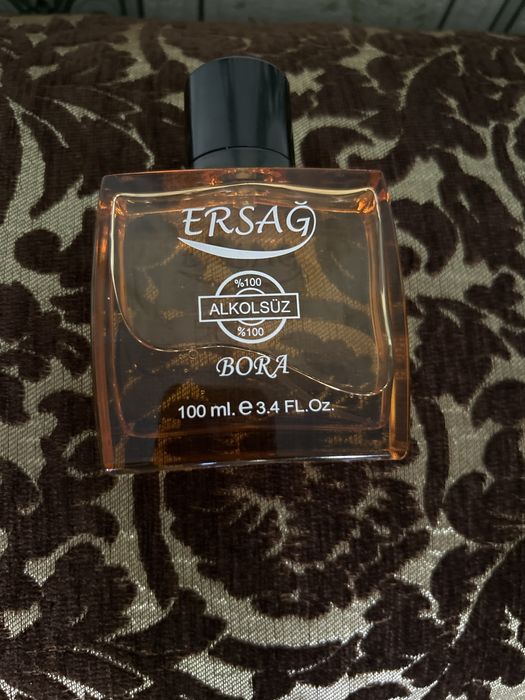 ERSAĞ
%100
ALKOLSÜZ
%100
BORA
100 ml. e 3.4 FL.Oz.